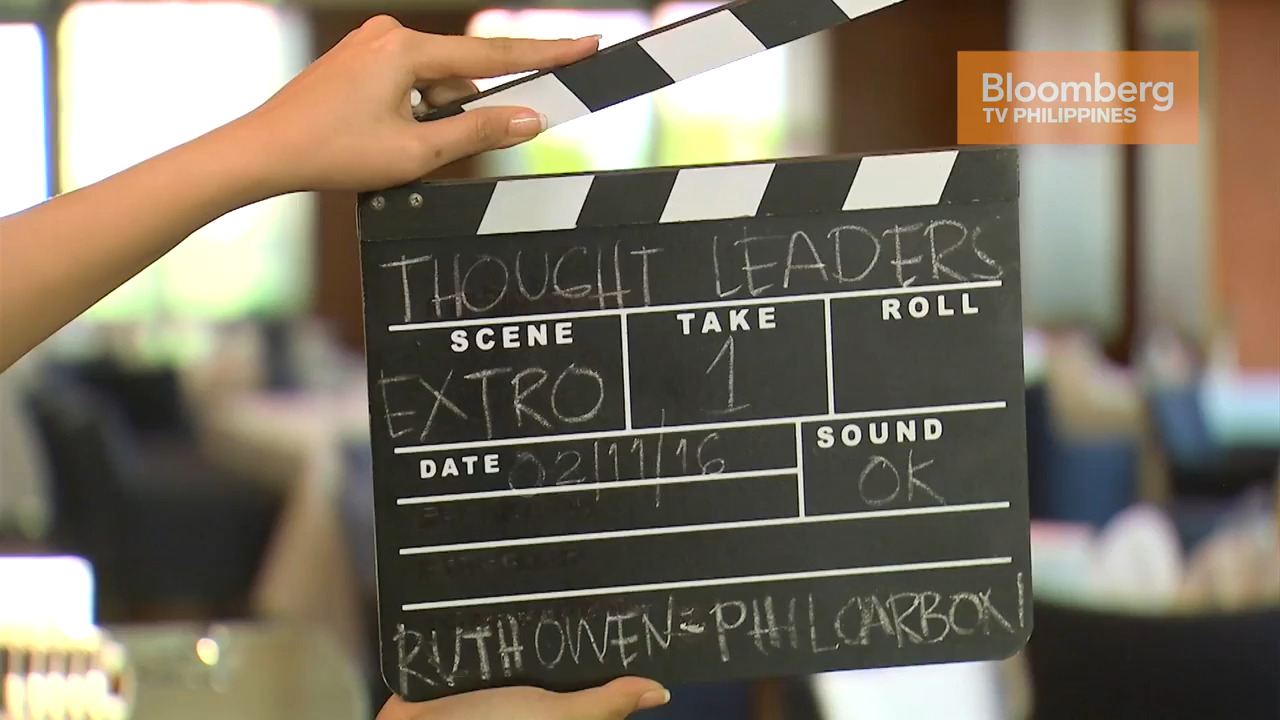 Bloomberg
TV PHILIPPINES
THOUGHT LEADERS
SCENE TAKE ROLL
EXTRO 1
DATE 02/11/16 SOUND
OK
RUTH OWEN - PHILCARBON